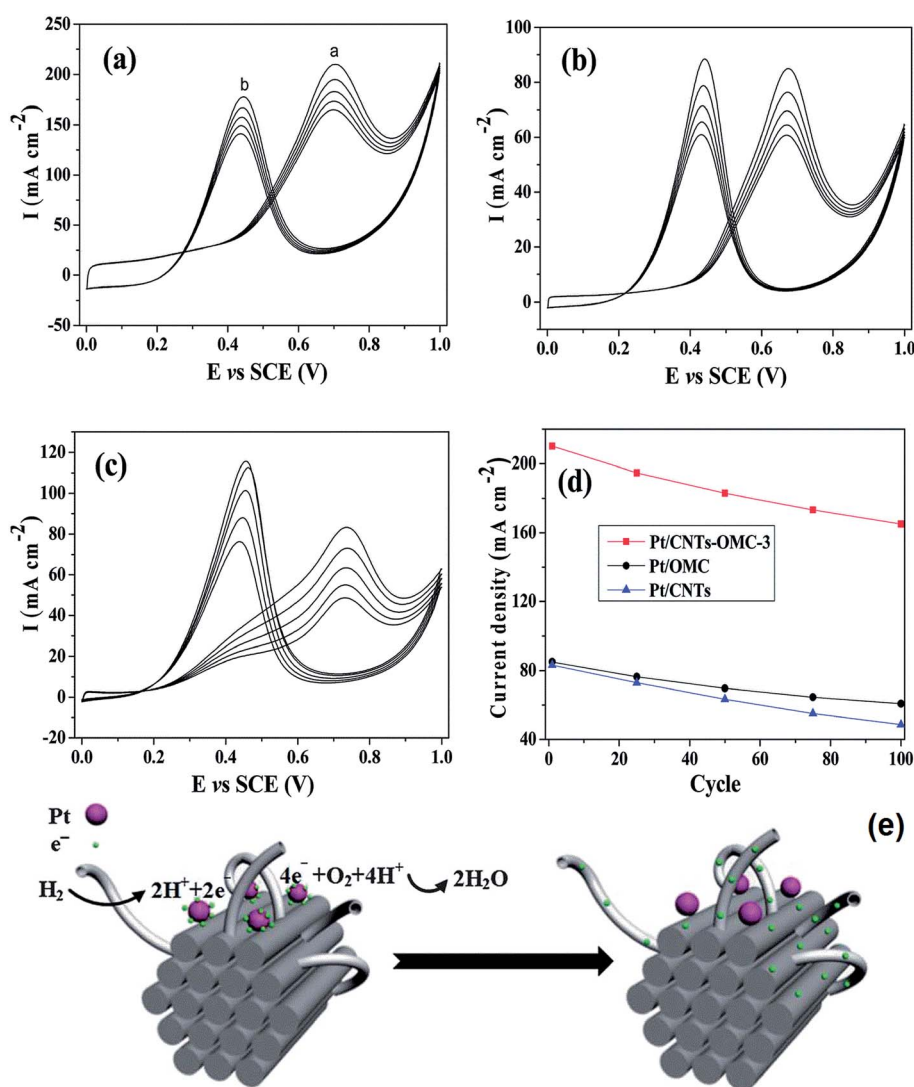 (a)
b
a
I (mA cm⁻²)
250
200
150
100
50
0
-50
0.0 0.2 0.4 0.6 0.8 1.0
E vs SCE (V)
(b)
I (mA cm⁻²)
100
80
60
40
20
0
0.0 0.2 0.4 0.6 0.8 1.0
E vs SCE (V)
(c)
I (mA cm⁻²)
120
100
80
60
40
20
0
-20
0.0 0.2 0.4 0.6 0.8 1.0
E vs SCE (V)
(d)
Current density (mA cm⁻²)
200
160
120
80
40
Pt/CNTs-OMC-3
Pt/OMC
Pt/CNTs
0 20 40 60 80 100
Cycle
(e)
Pt
e⁻
H₂ 2H⁺+2e⁻ 4e⁻+O₂+4H⁺ 2H₂O